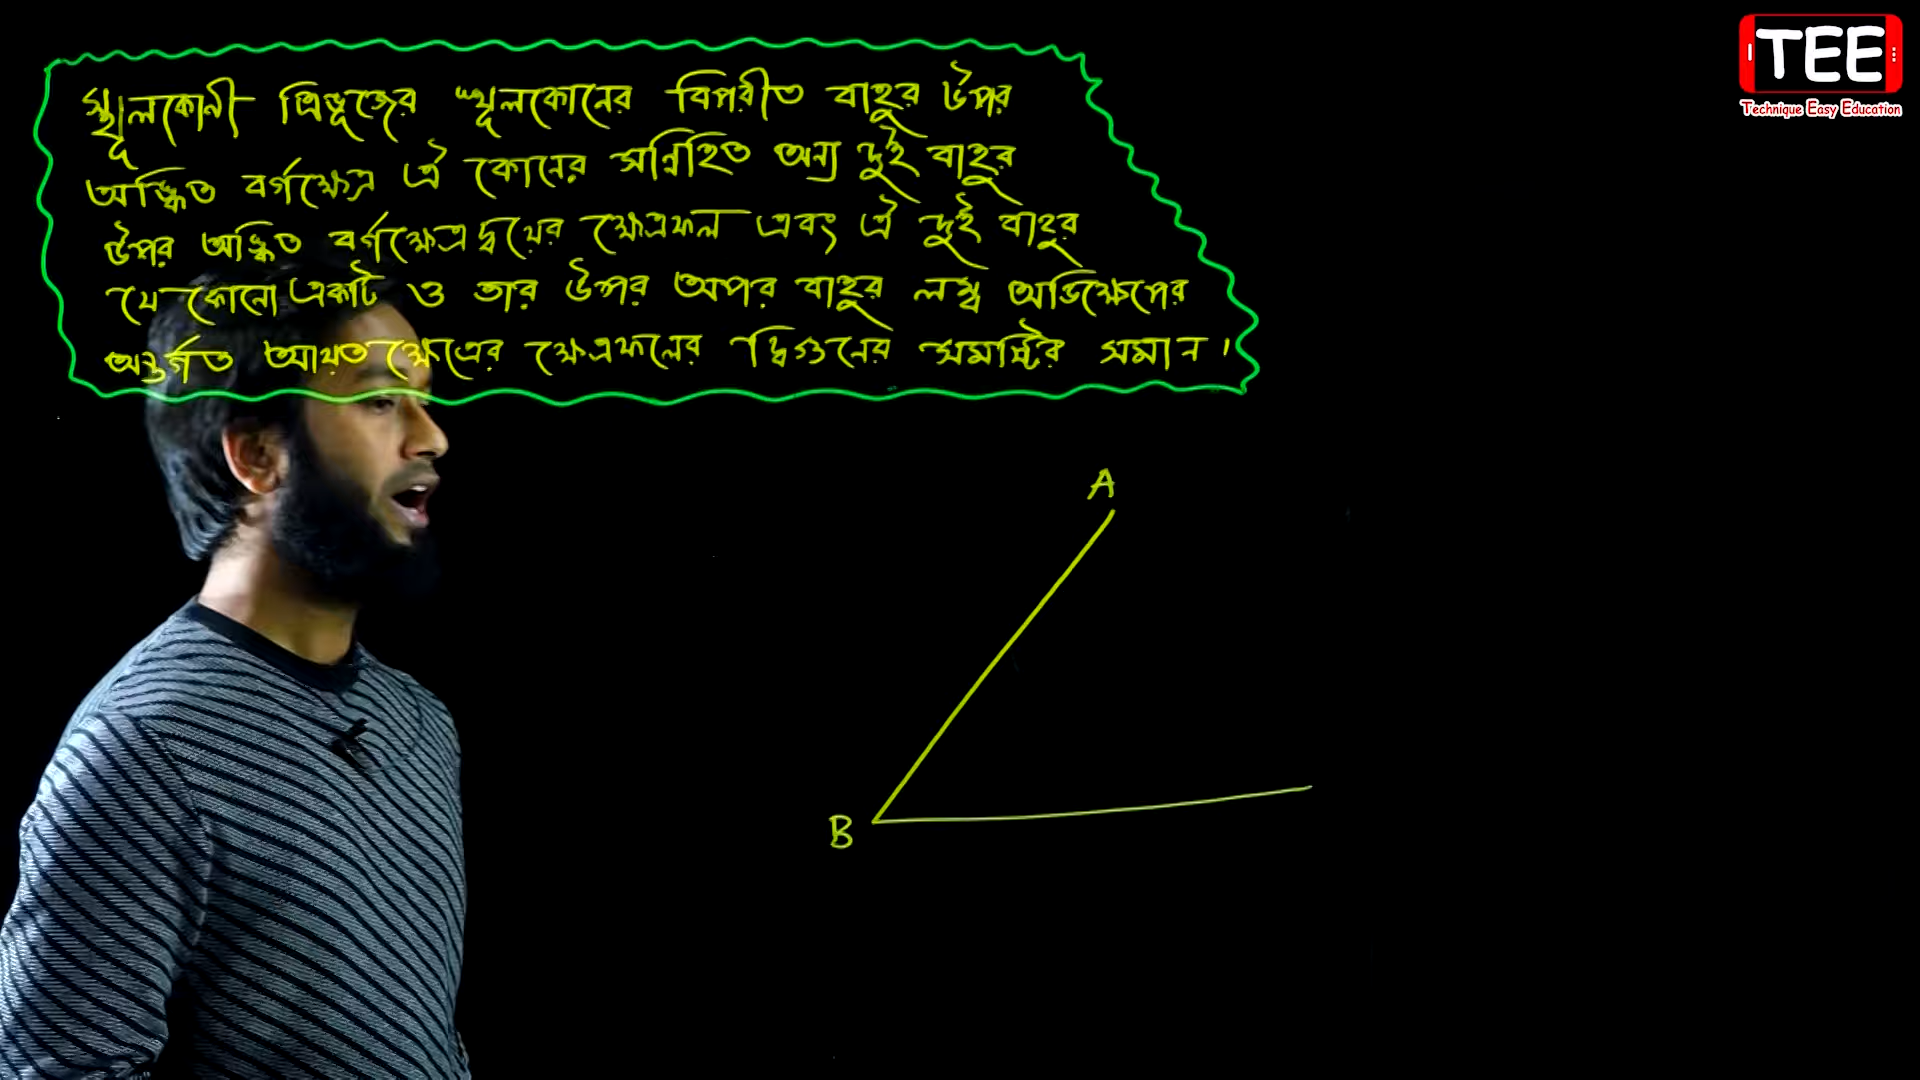 স্থূলকোনী ত্রিভূজের স্থূলকোনের বিপরীত বাহুর উপর
অঙ্কিত বর্গক্ষেত্র ঐ কোনের সন্নিহিত অন্য দুই বাহুর
উপর অঙ্কিত বর্গক্ষেত্রদ্বয়ের ক্ষেত্রফল এবং ঐ দুই বাহুর
যে কোনো একটি ও তার উপর অপর বাহুর লম্ব অভিক্ষেপের
অন্তর্গত আয়তক্ষেত্রের ক্ষেত্রফলের দ্বিগুনের সমষ্টির সমান।
TEE
Technique Easy Education
A
B